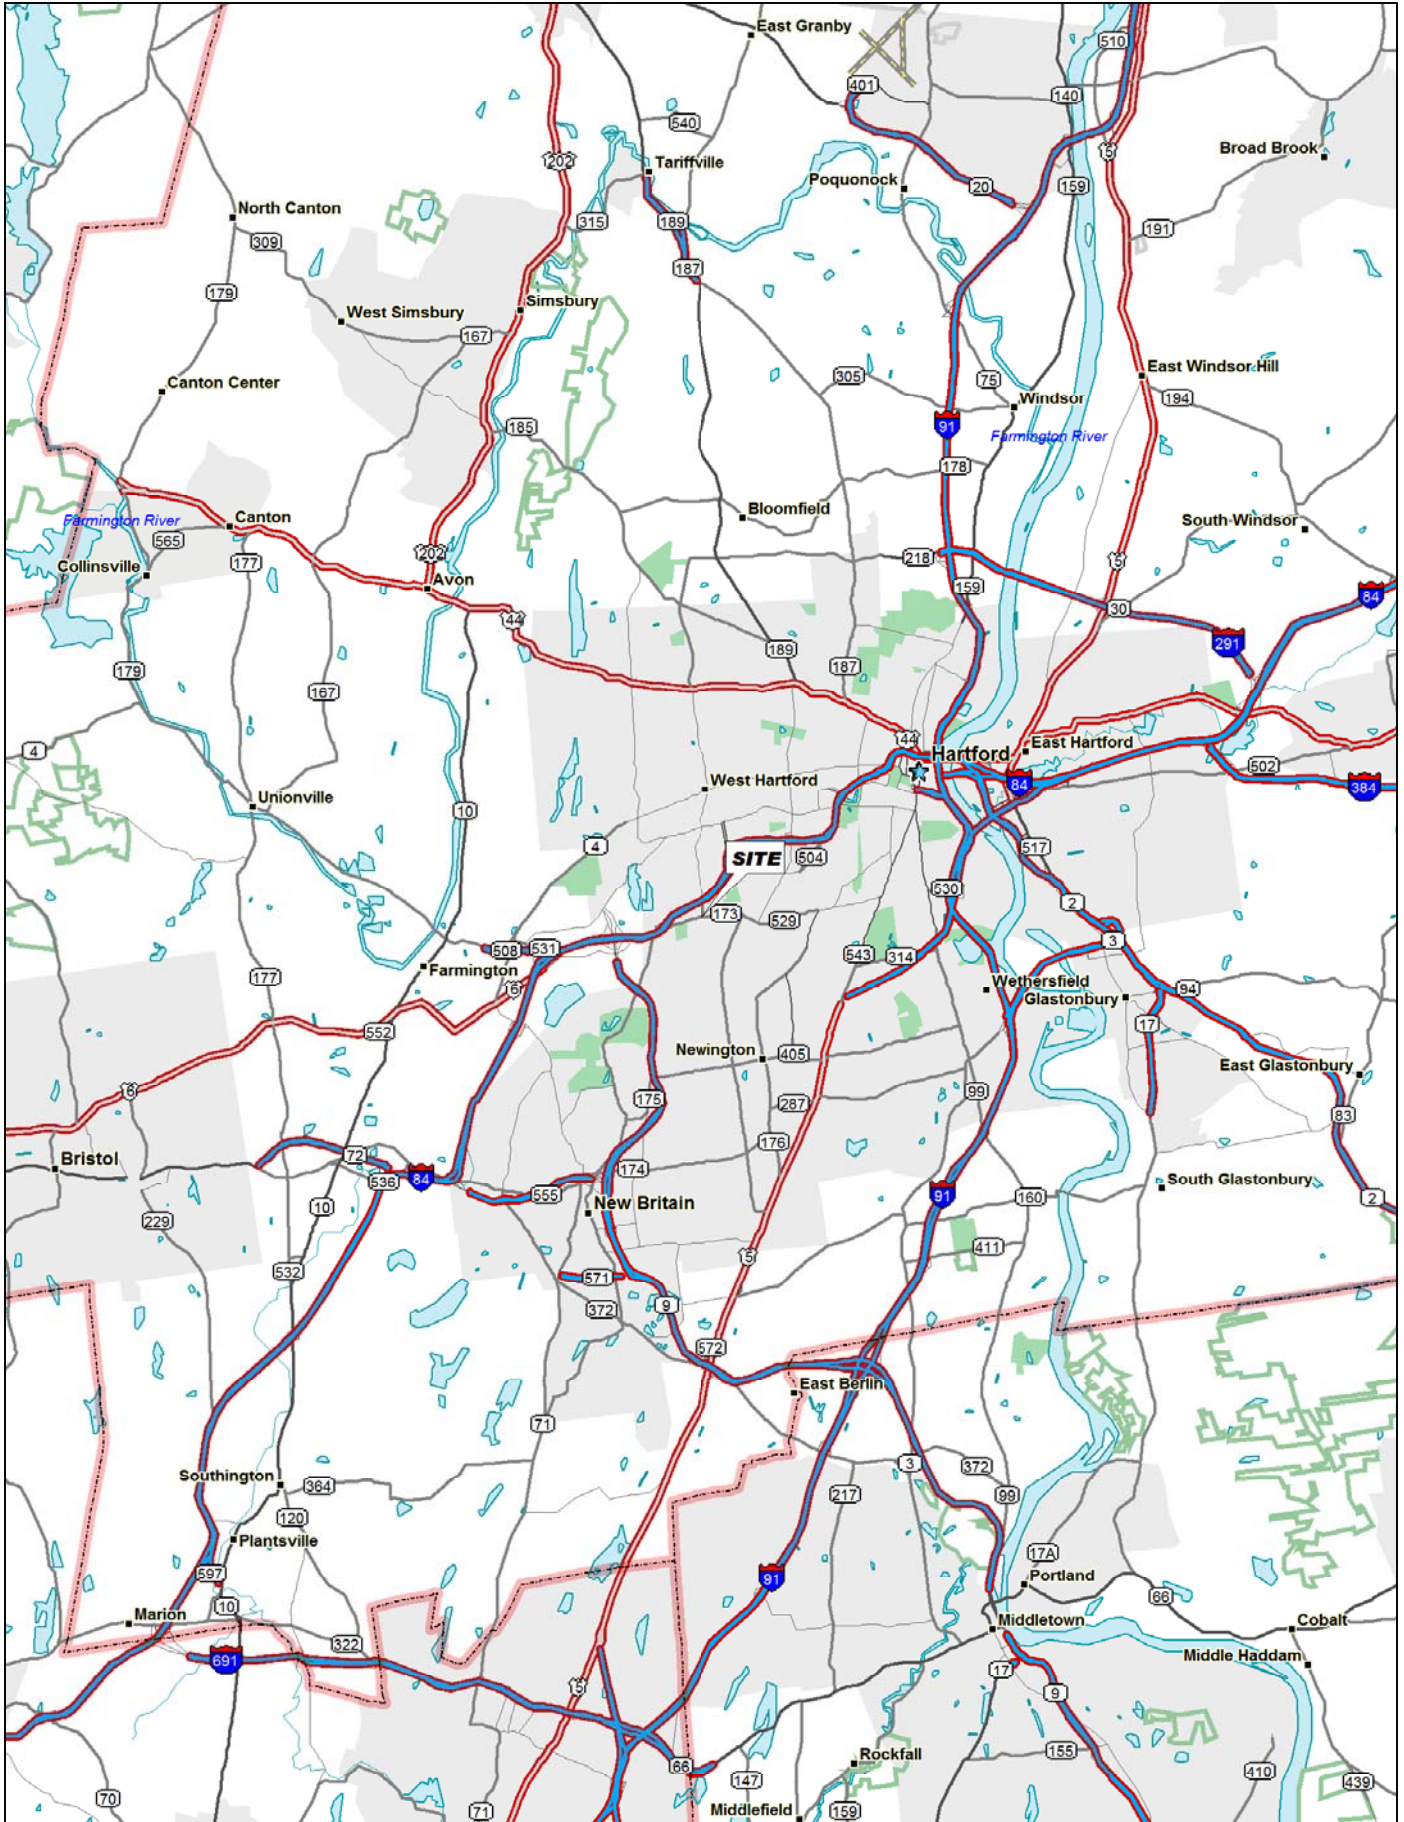 East Granby
510
401
140
540
5
Broad Brook
202
Tariffville
Poquonock
20
159
North Canton
315
189
191
309
187
179
Simsbury
West Simsbury
167
East Windsor Hill
Canton Center
305
75
194
Windsor
91
185
Farmington River
178
Bloomfield
Canton
Farmington River
South Windsor
565
202
218
5
Collinsville
177
Avon
159
84
30
44
291
189
187
179
167
44
4
Hartford
East Hartford
502
West Hartford
84
384
Unionville
10
4
517
SITE
504
530
2
173
529
3
508
531
543
314
Farmington
177
6
Wethersfield
94
Glastonbury
17
552
Newington
405
East Glastonbury
6
175
287
99
83
176
Bristol
72
174
536
84
South Glastonbury
555
91
160
2
New Britain
10
229
411
5
532
571
9
372
572
East Berlin
71
3
372
Southington
364
217
99
120
Plantsville
17A
597
91
Portland
66
10
Marion
Middletown
Cobalt
322
Middle Haddam
691
17
15
9
155
Rockfall
66
410
147
439
70
71
Middlefield
159